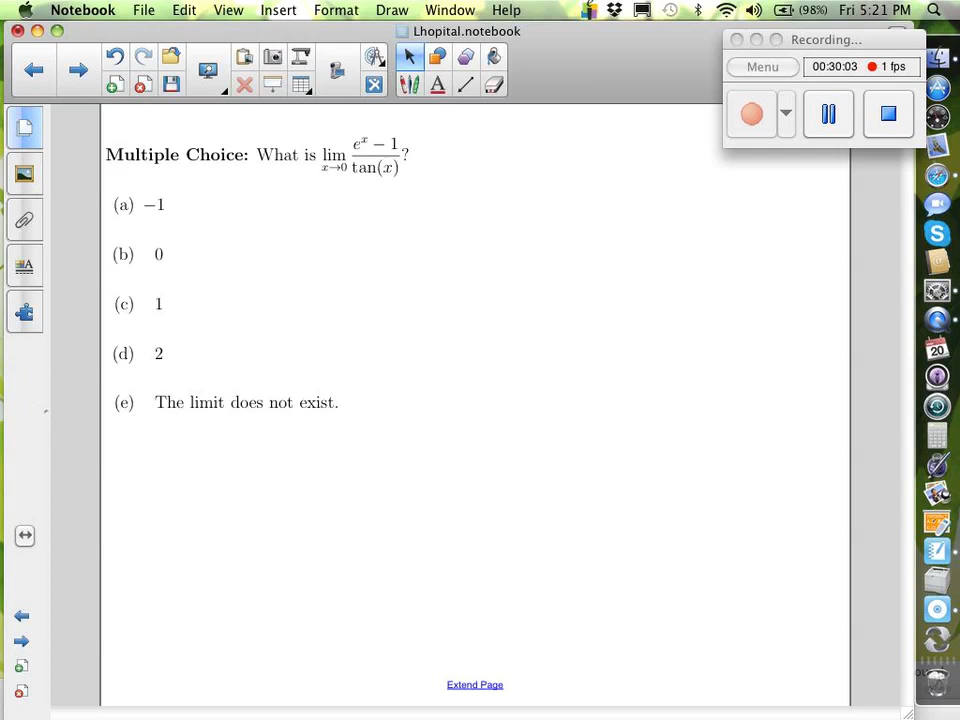 Notebook File Edit View Insert Format Draw Window Help (98%) Fri 5:21 PM
Lhopital.notebook
Recording...
Menu 00:30:03 1 fps
Multiple Choice: What is lim x→0 (e^x − 1)/tan(x)?
(a) −1
(b) 0
(c) 1
(d) 2
(e) The limit does not exist.
Extend Page